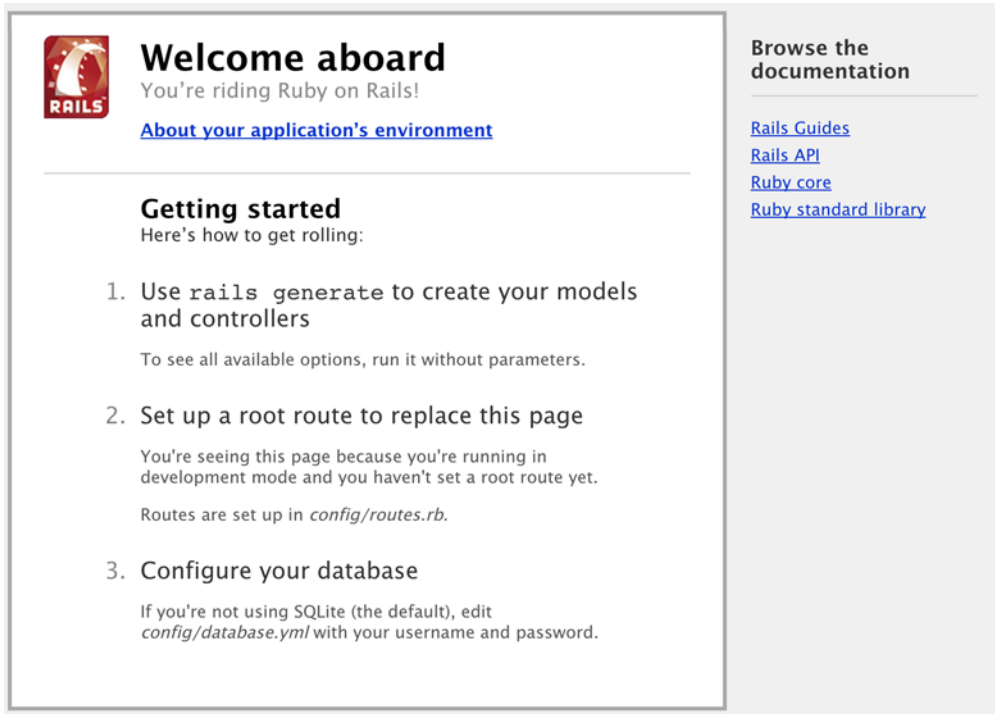 RAILS
Welcome aboard
You’re riding Ruby on Rails!
About your application’s environment
Getting started
Here’s how to get rolling:
1. Use rails generate to create your models
and controllers
To see all available options, run it without parameters.
2. Set up a root route to replace this page
You're seeing this page because you're running in
development mode and you haven't set a root route yet.
Routes are set up in config/routes.rb.
3. Configure your database
If you're not using SQLite (the default), edit
config/database.yml with your username and password.
Browse the
documentation
Rails Guides
Rails API
Ruby core
Ruby standard library